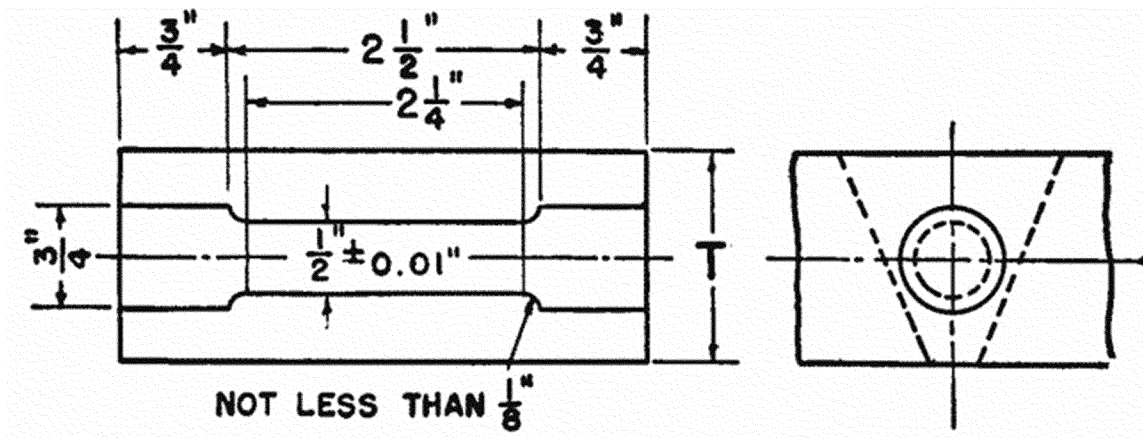 3/4" 2 1/2" 3/4"
2 1/4"
3/4"
1/2" ± 0.01"
T
NOT LESS THAN 1/8"